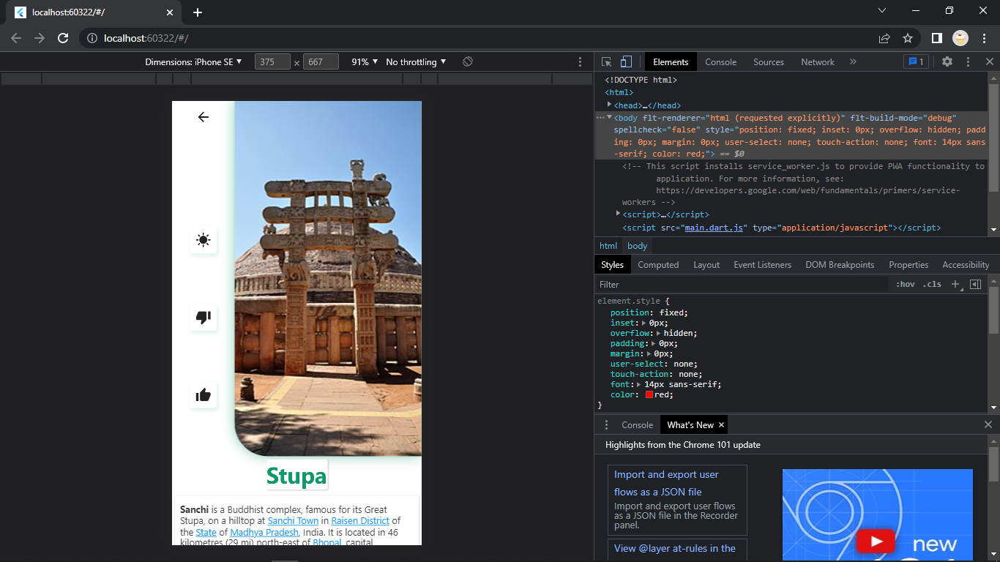 localhost:60322/#/
localhost:60322/#/
Dimensions: iPhone SE ▼ 375 × 667 91% ▼ No throttling ▼
Elements Console Sources Network » 1
<!DOCTYPE html>
<html>
<head>…</head>
<body flt-renderer="html (requested explicitly)" flt-build-mode="debug"
spellcheck="false" style="position: fixed; inset: 0px; overflow: hidden; padd
ing: 0px; margin: 0px; user-select: none; touch-action: none; font: 14px sans
-serif; color: red;"> == $0
<!-- This script installs service_worker.js to provide PWA functionality to
application. For more information, see:
https://developers.google.com/web/fundamentals/primers/service-
workers -->
<script>…</script>
<script src="main.dart.js" type="application/javascript"></script>
html body
Styles Computed Layout Event Listeners DOM Breakpoints Properties Accessibility
Filter :hov .cls
element.style {
position: fixed;
inset: 0px;
overflow: hidden;
padding: 0px;
margin: 0px;
user-select: none;
touch-action: none;
font: 14px sans-serif;
color: red;
}
Console What's New
Highlights from the Chrome 101 update
Import and export user
flows as a JSON file
Import and export user flows
as a JSON file in the Recorder
panel.
View @layer at-rules in the
new
Stupa
Sanchi is a Buddhist complex, famous for its Great
Stupa, on a hilltop at Sanchi Town in Raisen District of
the State of Madhya Pradesh, India. It is located in 46
kilometres (29 mi) north-east of Bhopal, capital